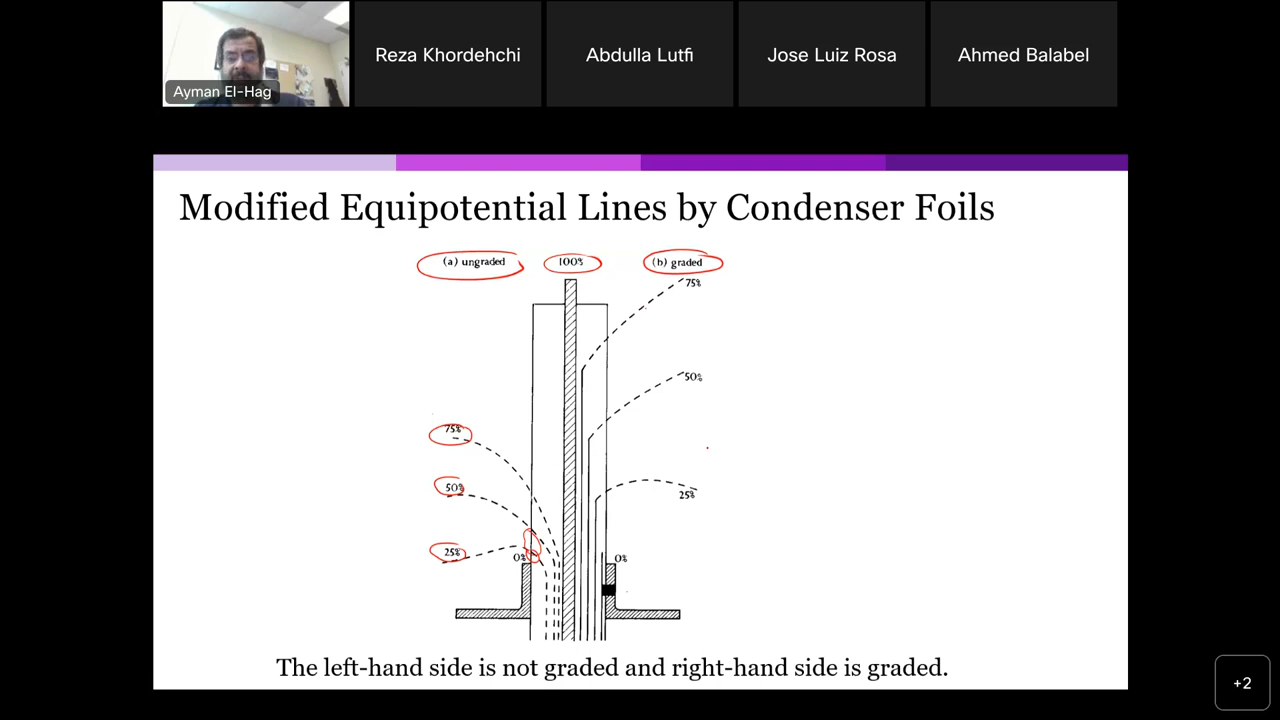 Ayman El-Hag
Reza Khordehchi
Abdulla Lutfi
Jose Luiz Rosa
Ahmed Balabel
Modified Equipotential Lines by Condenser Foils
(a) ungraded
100%
(b) graded
75%
50%
75%
50%
25%
25%
0%
0%
The left-hand side is not graded and right-hand side is graded.
+2